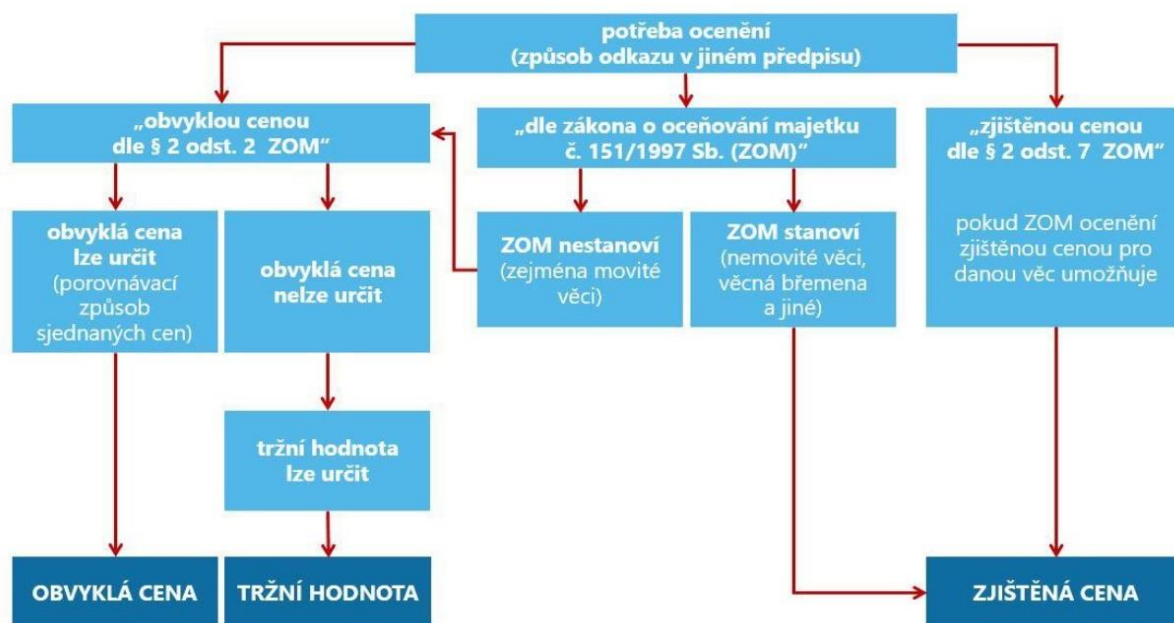 potřeba ocenění
(způsob odkazu v jiném předpisu)
„obvyklou cenou
dle § 2 odst. 2 ZOM“
„dle zákona o oceňování majetku
č. 151/1997 Sb. (ZOM)“
„zjištěnou cenou
dle § 2 odst. 7 ZOM“
pokud ZOM ocenění
zjištěnou cenou pro
danou věc umožňuje
obvyklá cena
lze určit
(porovnávací
způsob
sjednaných cen)
obvyklá cena
nelze určit
ZOM nestanoví
(zejména movité
věci)
ZOM stanoví
(nemovité věci,
věcná břemena
a jiné)
tržní hodnota
lze určit
OBVYKLÁ CENA
TRŽNÍ HODNOTA
ZJIŠTĚNÁ CENA